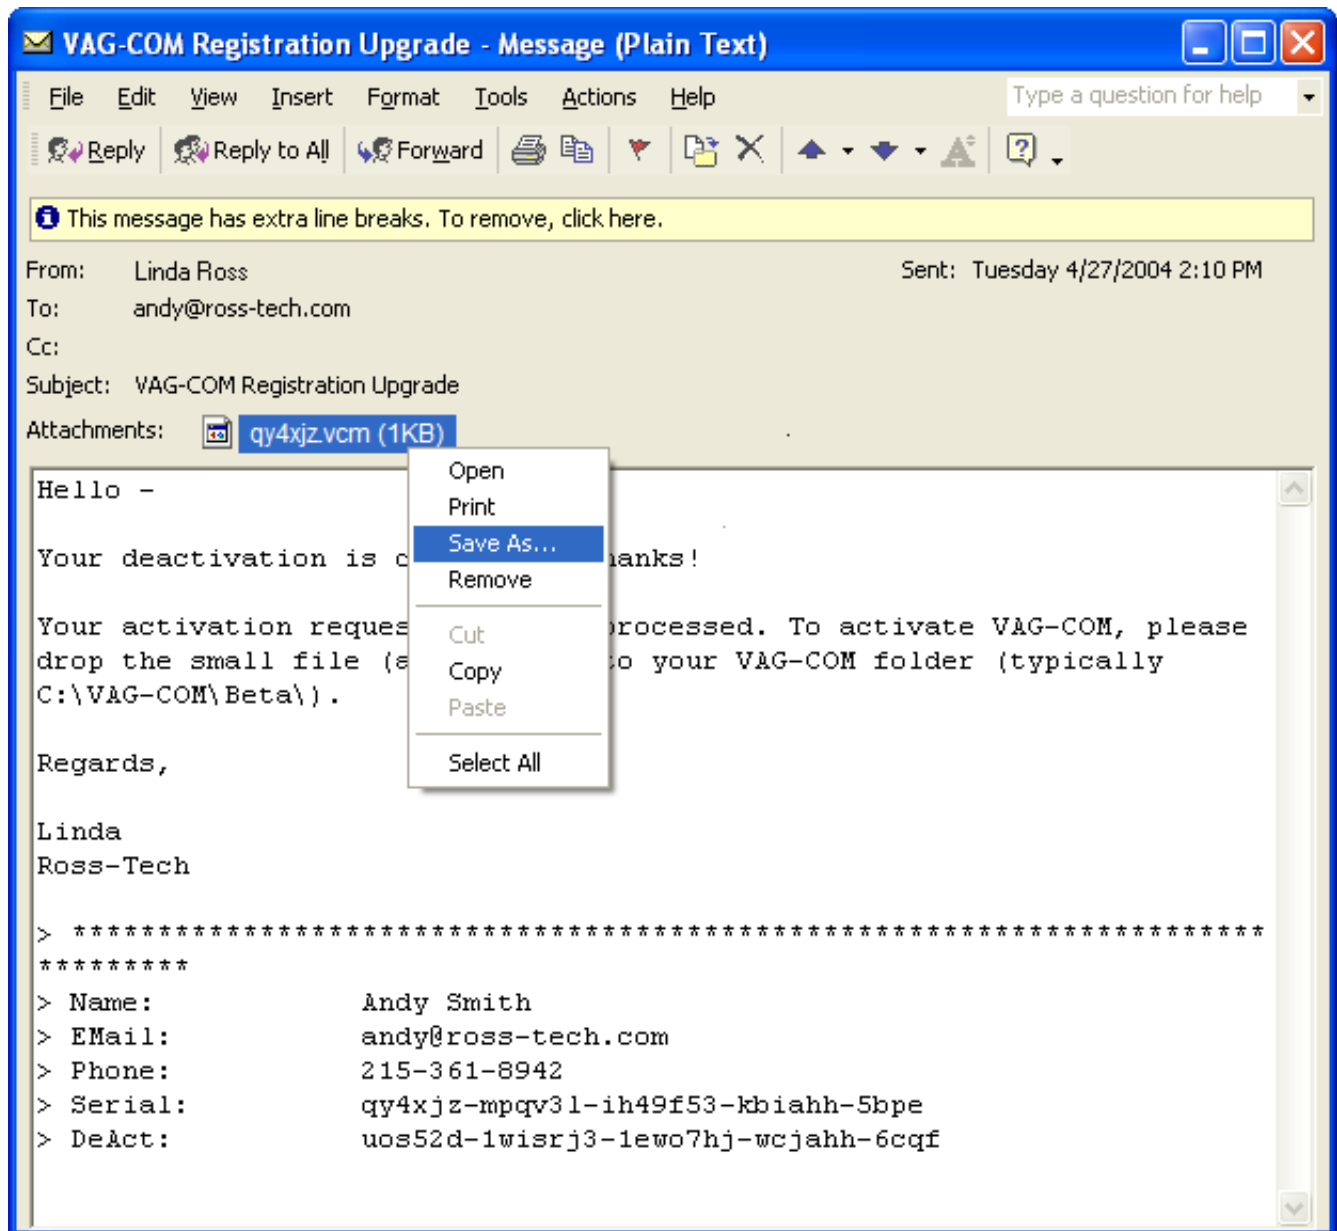 VAG-COM Registration Upgrade - Message (Plain Text)
File Edit View Insert Format Tools Actions Help Type a question for help
Reply Reply to All Forward
This message has extra line breaks. To remove, click here.
From: Linda Ross Sent: Tuesday 4/27/2004 2:10 PM
To: andy@ross-tech.com
Cc:
Subject: VAG-COM Registration Upgrade
Attachments: qy4xjz.vcm (1KB)
Open
Print
Save As...
Remove
Cut
Copy
Paste
Select All
Hello -
Your deactivation is c hanks!
Your activation reques rocessed. To activate VAG-COM, please
drop the small file (a o your VAG-COM folder (typically
C:\VAG-COM\Beta\).
Regards,
Linda
Ross-Tech
> **********************************************************************
*********
> Name: Andy Smith
> EMail: andy@ross-tech.com
> Phone: 215-361-8942
> Serial: qy4xjz-mpqv3l-ih49f53-kbiahh-5bpe
> DeAct: uos52d-1wisrj3-1ewo7hj-wcjahh-6cqf